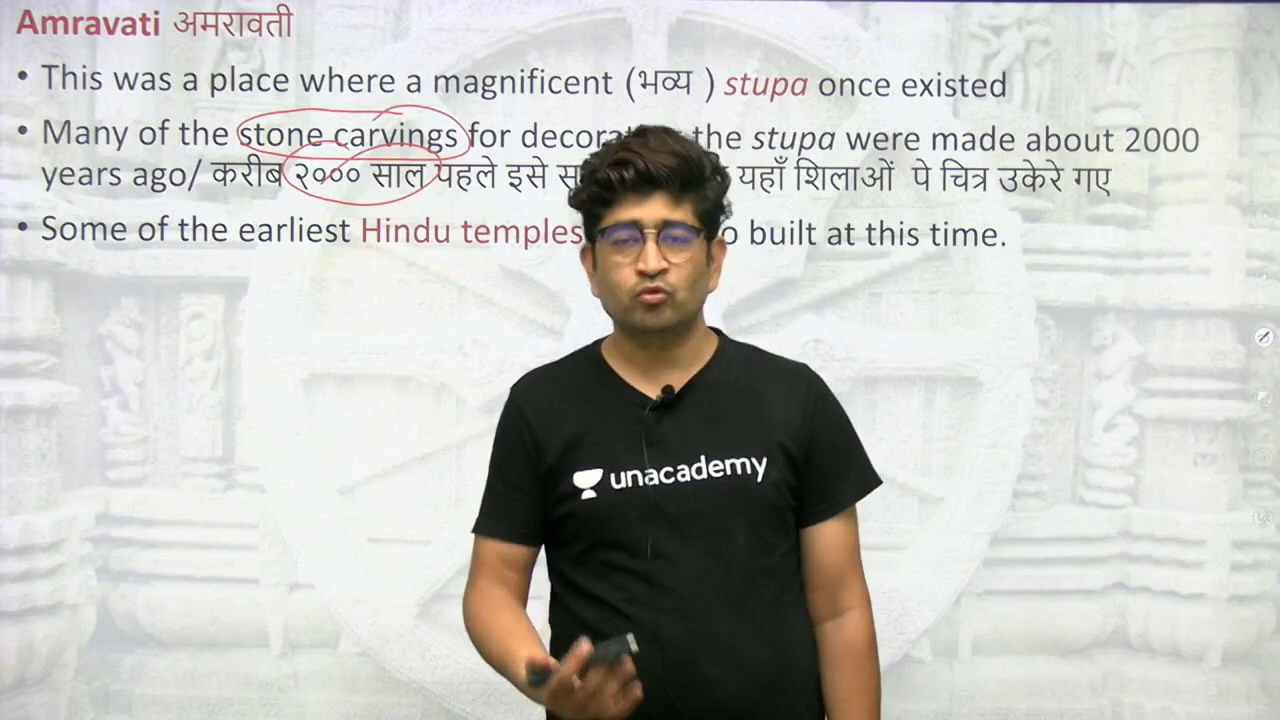 Amravati अमरावती
• This was a place where a magnificent (भव्य ) stupa once existed
• Many of the stone carvings for the stupa were made about 2000
years ago/ करीब २००० साल पहले इसे यहाँ शिलाओं पे चित्र उकेरे गए
• Some of the earliest Hindu temples built at this time.
unacademy